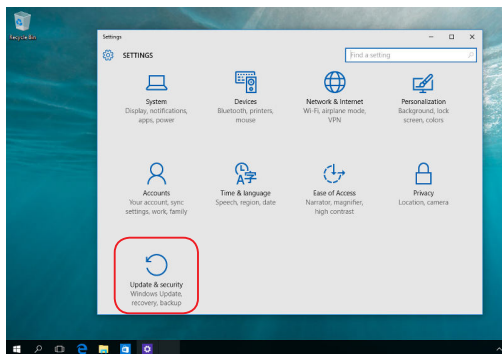 Recycle Bin
Settings
SETTINGS
Find a setting
System
Display, notifications,
apps, power
Devices
Bluetooth, printers,
mouse
Network & Internet
Wi-Fi, airplane mode,
VPN
Personalization
Background, lock
screen, colors
Accounts
Your account, sync
settings, work, family
Time & language
Speech, region, date
Ease of Access
Narrator, magnifier,
high contrast
Privacy
Location, camera
Update & security
Windows Update,
recovery, backup